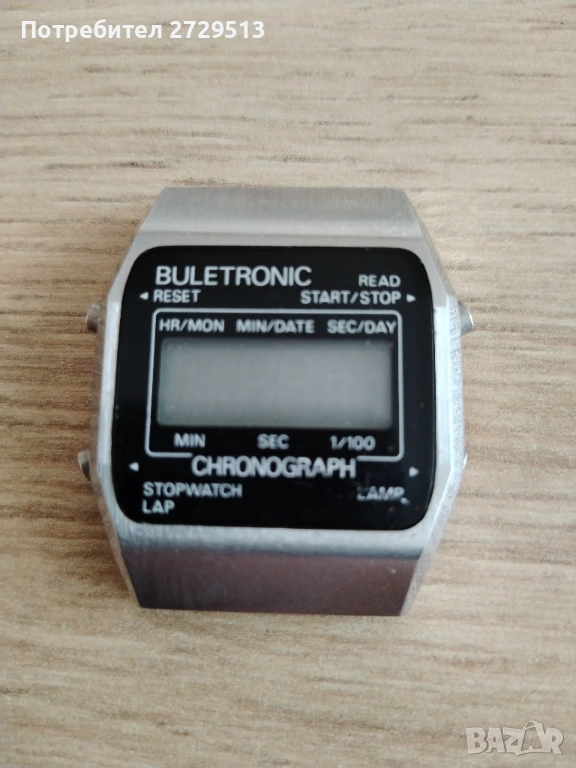 Потребител 2729513
BULETRONIC
READ
◄RESET START/STOP►
HR/MON MIN/DATE SEC/DAY
MIN SEC 1/100
CHRONOGRAPH
STOPWATCH LAMP
LAP
BAZAR